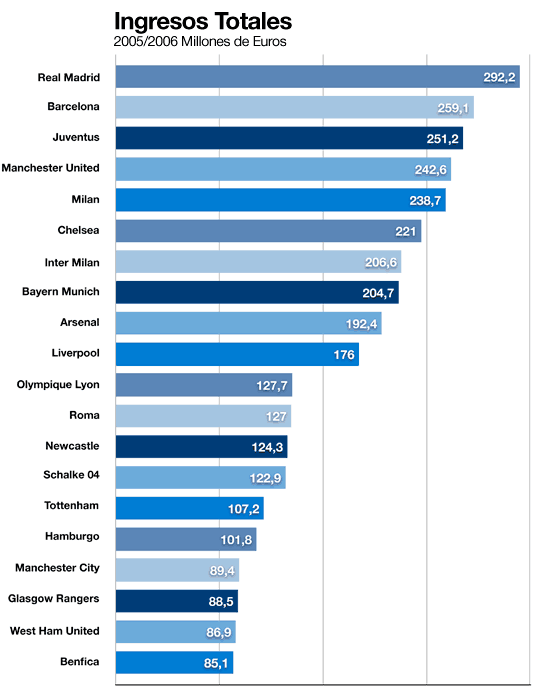 Ingresos Totales
2005/2006 Millones de Euros
Real Madrid 292,2
Barcelona 259,1
Juventus 251,2
Manchester United 242,6
Milan 238,7
Chelsea 221
Inter Milan 206,6
Bayern Munich 204,7
Arsenal 192,4
Liverpool 176
Olympique Lyon 127,7
Roma 127
Newcastle 124,3
Schalke 04 122,9
Tottenham 107,2
Hamburgo 101,8
Manchester City 89,4
Glasgow Rangers 88,5
West Ham United 86,9
Benfica 85,1